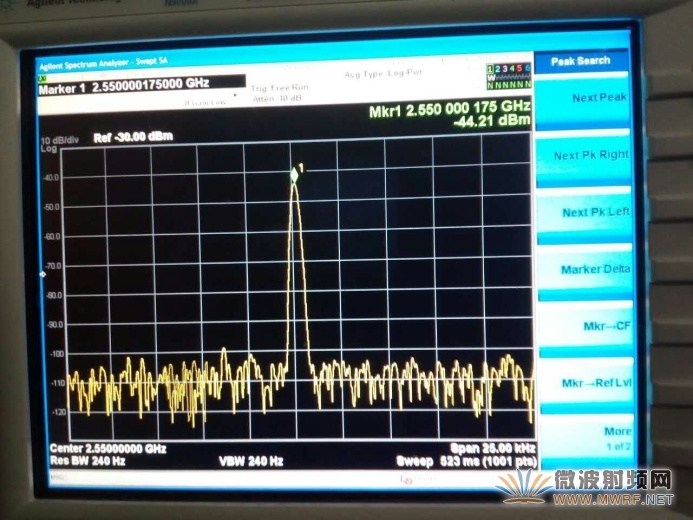 Agilent Spectrum Analyzer - Swept SA
Marker 1 2.550000175000 GHz
Trig: Free Run
Atten: 10 dB
Avg Type: Log-Pwr
1 2 3 4 5 6
W
N N N N N N
Peak Search
Mkr1 2.550 000 175 GHz
-44.21 dBm
10 dB/div
Log
Ref -30.00 dBm
1
-40.0
-50.0
-60.0
-70.0
-80.0
-90.0
-100
-110
-120
Center 2.55000000 GHz
Span 25.00 kHz
Res BW 240 Hz
VBW 240 Hz
Sweep 523 ms (1001 pts)
MSG
Next Peak
Next Pk Right
Next Pk Left
Marker Delta
Mkr→CF
Mkr→Ref Lvl
More
1 of 2
微波射频网
WWW.MWRF.NET